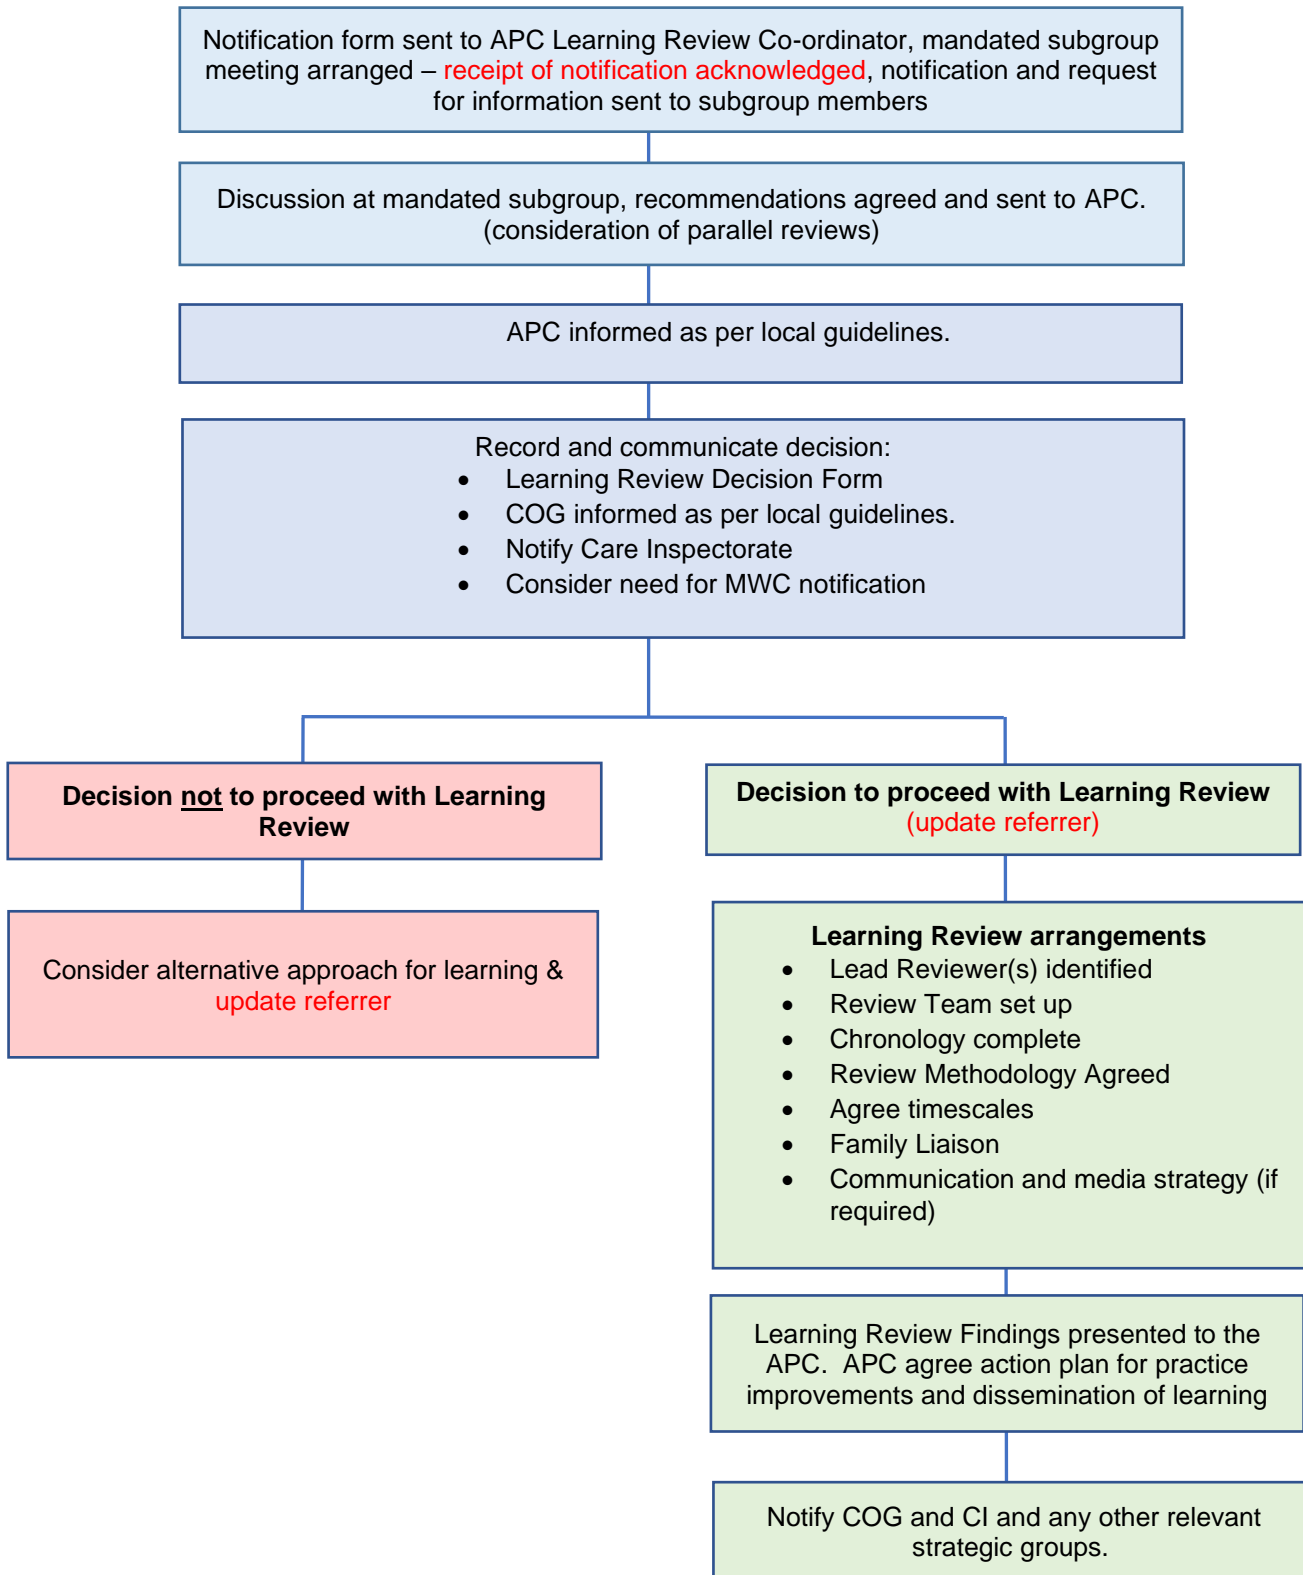 Notification form sent to APC Learning Review Co-ordinator, mandated subgroup
meeting arranged – receipt of notification acknowledged, notification and request
for information sent to subgroup members
Discussion at mandated subgroup, recommendations agreed and sent to APC.
(consideration of parallel reviews)
APC informed as per local guidelines.
Record and communicate decision:
• Learning Review Decision Form
• COG informed as per local guidelines.
• Notify Care Inspectorate
• Consider need for MWC notification
Decision not to proceed with Learning
Review
Consider alternative approach for learning &
update referrer
Decision to proceed with Learning Review
(update referrer)
Learning Review arrangements
• Lead Reviewer(s) identified
• Review Team set up
• Chronology complete
• Review Methodology Agreed
• Agree timescales
• Family Liaison
• Communication and media strategy (if
required)
Learning Review Findings presented to the
APC.  APC agree action plan for practice
improvements and dissemination of learning
Notify COG and CI and any other relevant
strategic groups.